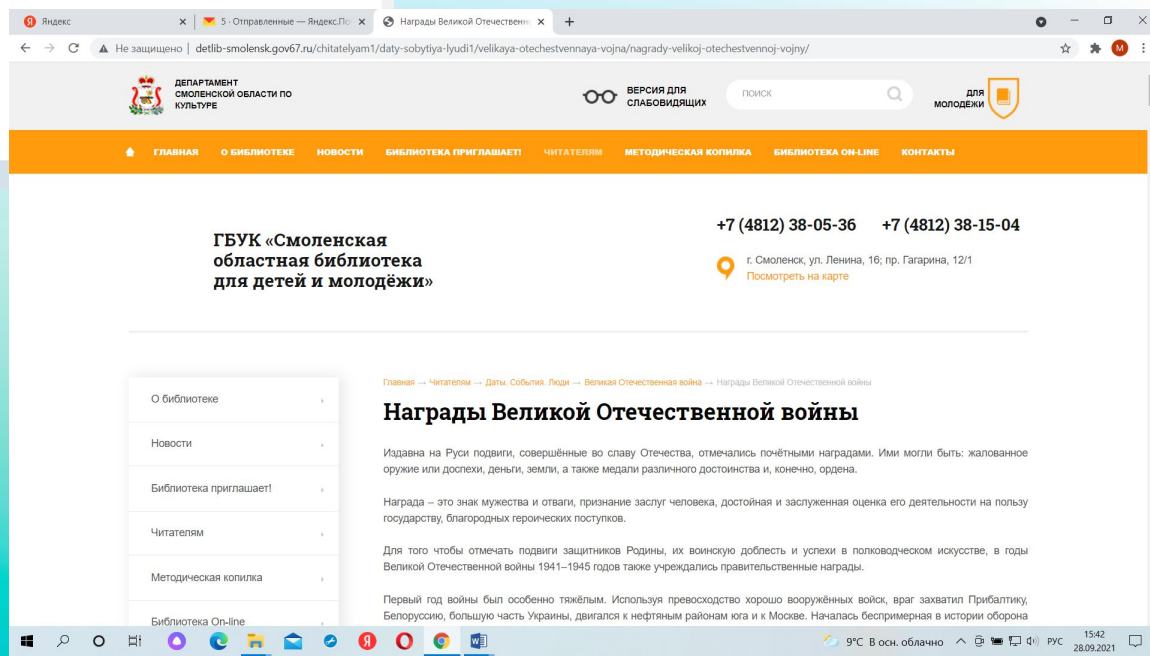 Яндекс
5 · Отправленные — Яндекс.По
Награды Великой Отечественн
Не защищено | detlib-smolensk.gov67.ru/chitatelyam1/daty-sobytiya-lyudi1/velikaya-otechestvennaya-vojna/nagrady-velikoj-otechestvennoj-vojny/
М
ДЕПАРТАМЕНТ
СМОЛЕНСКОЙ ОБЛАСТИ ПО
КУЛЬТУРЕ
ВЕРСИЯ ДЛЯ
СЛАБОВИДЯЩИХ
ПОИСК
ДЛЯ
МОЛОДЁЖИ
ГЛАВНАЯ О БИБЛИОТЕКЕ НОВОСТИ БИБЛИОТЕКА ПРИГЛАШАЕТ! ЧИТАТЕЛЯМ МЕТОДИЧЕСКАЯ КОПИЛКА БИБЛИОТЕКА ON-LINE КОНТАКТЫ
ГБУК «Смоленская
областная библиотека
для детей и молодёжи»
+7 (4812) 38-05-36 +7 (4812) 38-15-04
г. Смоленск, ул. Ленина, 16; пр. Гагарина, 12/1
Посмотреть на карте
О библиотеке
Новости
Библиотека приглашает!
Читателям
Методическая копилка
Библиотека On-line
Главная → Читателям → Даты. События. Люди → Великая Отечественная война → Награды Великой Отечественной войны
Награды Великой Отечественной войны
Издавна на Руси подвиги, совершённые во славу Отечества, отмечались почётными наградами. Ими могли быть: жалованное
оружие или доспехи, деньги, земли, а также медали различного достоинства и, конечно, ордена.
Награда – это знак мужества и отваги, признание заслуг человека, достойная и заслуженная оценка его деятельности на пользу
государству, благородных героических поступков.
Для того чтобы отмечать подвиги защитников Родины, их воинскую доблесть и успехи в полководческом искусстве, в годы
Великой Отечественной войны 1941–1945 годов также учреждались правительственные награды.
Первый год войны был особенно тяжёлым. Используя превосходство хорошо вооружённых войск, враг захватил Прибалтику,
Белоруссию, большую часть Украины, двигался к нефтяным районам юга и к Москве. Началась беспримерная в истории оборона
9°C В осн. облачно
РУС
15:42
28.09.2021